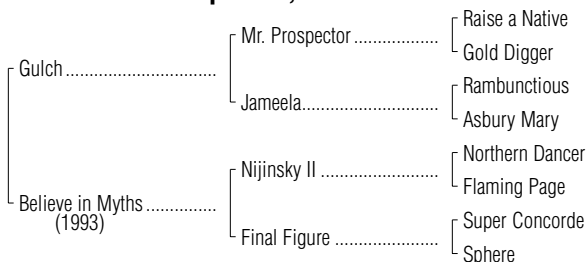 Raise a Native
Mr. Prospector ..................
Gold Digger
Gulch ................................
Rambunctious
Jameela.............................
Asbury Mary
Northern Dancer
Nijinsky II .........................
Flaming Page
Believe in Myths ...............
(1993)
Super Concorde
Final Figure ......................
Sphere